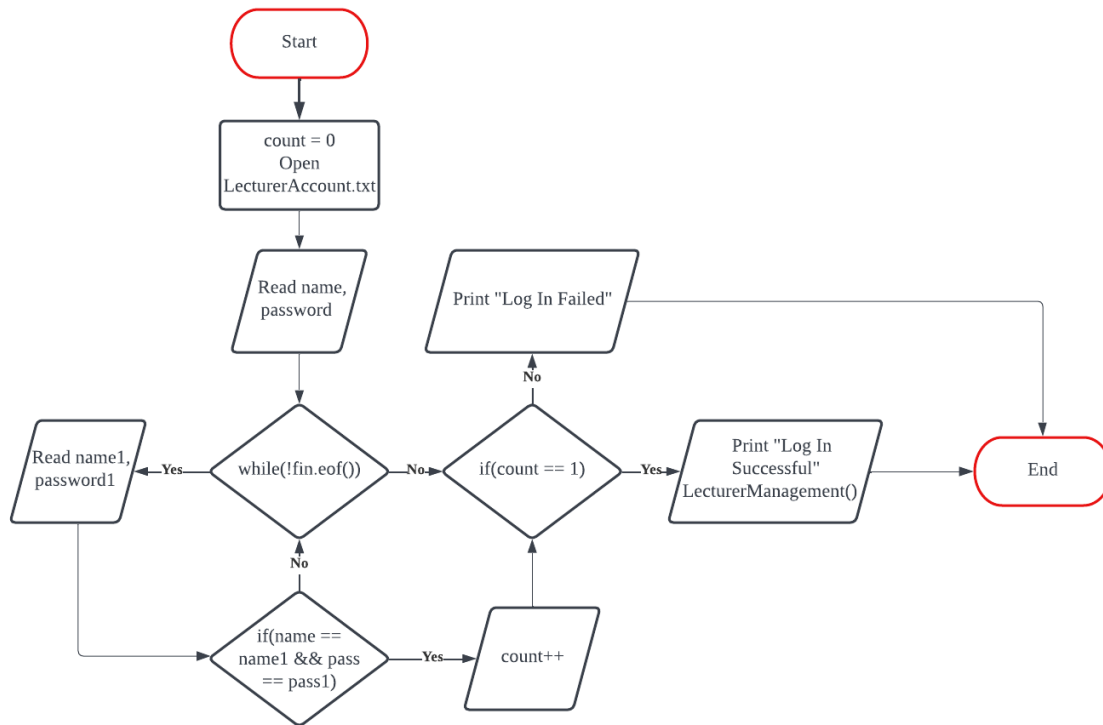 Start
count = 0
Open
LecturerAccount.txt
Read name,
password
Print "Log In Failed"
No
Read name1,
password1
Yes
while(!fin.eof())
No
if(count == 1)
Yes
Print "Log In
Successful"
LecturerManagement()
End
No
if(name ==
name1 && pass
== pass1)
Yes
count++